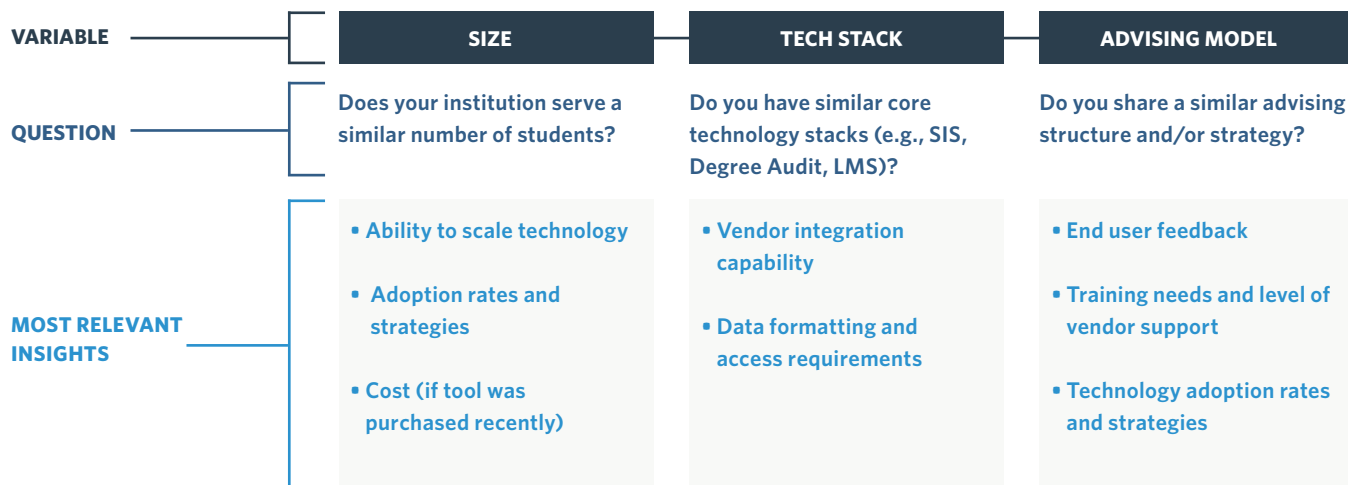 VARIABLE
SIZE
TECH STACK
ADVISING MODEL
QUESTION
Does your institution serve a
similar number of students?
Do you have similar core
technology stacks (e.g., SIS,
Degree Audit, LMS)?
Do you share a similar advising
structure and/or strategy?
MOST RELEVANT
INSIGHTS
▪ Ability to scale technology
▪ Adoption rates and
strategies
▪ Cost (if tool was
purchased recently)
▪ Vendor integration
capability
▪ Data formatting and
access requirements
▪ End user feedback
▪ Training needs and level of
vendor support
▪ Technology adoption rates
and strategies